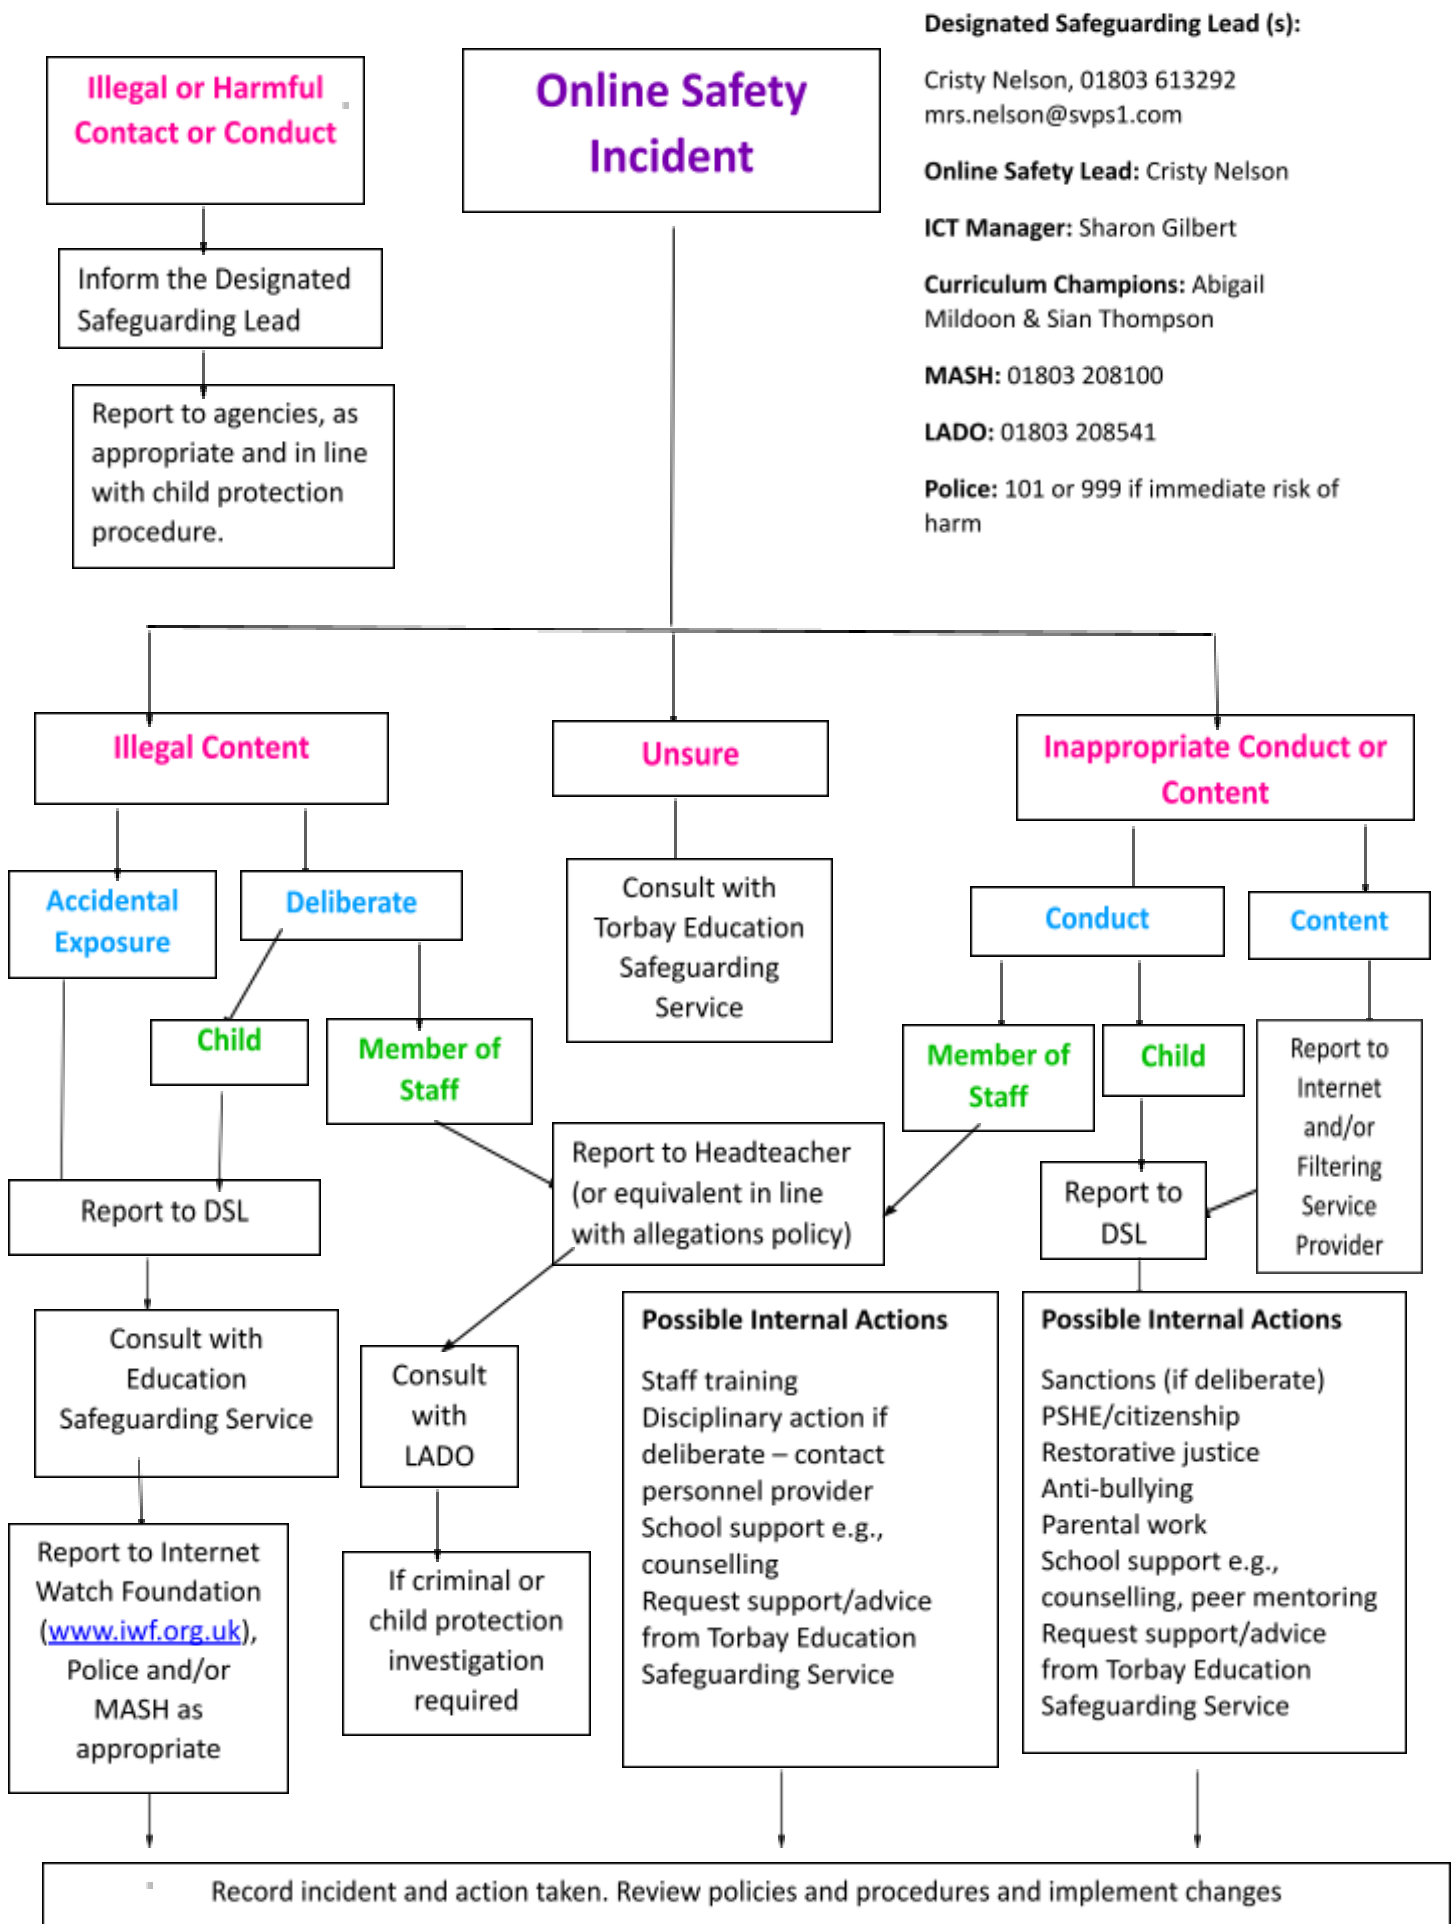 Designated Safeguarding Lead (s):
Cristy Nelson, 01803 613292
mrs.nelson@svps1.com
Online Safety Lead: Cristy Nelson
ICT Manager: Sharon Gilbert
Curriculum Champions: Abigail
Mildoon & Sian Thompson
MASH: 01803 208100
LADO: 01803 208541
Police: 101 or 999 if immediate risk of
harm
Online Safety
Incident
Illegal or Harmful
Contact or Conduct
Inform the Designated
Safeguarding Lead
Report to agencies, as
appropriate and in line
with child protection
procedure.
Illegal Content
Unsure
Inappropriate Conduct or
Content
Accidental
Exposure
Deliberate
Consult with
Torbay Education
Safeguarding
Service
Conduct
Content
Child
Member of
Staff
Member of
Staff
Child
Report to
Internet
and/or
Filtering
Service
Provider
Report to DSL
Report to Headteacher
(or equivalent in line
with allegations policy)
Report to
DSL
Consult with
Education
Safeguarding Service
Consult
with
LADO
Possible Internal Actions
Staff training
Disciplinary action if
deliberate – contact
personnel provider
School support e.g.,
counselling
Request support/advice
from Torbay Education
Safeguarding Service
Possible Internal Actions
Sanctions (if deliberate)
PSHE/citizenship
Restorative justice
Anti-bullying
Parental work
School support e.g.,
counselling, peer mentoring
Request support/advice
from Torbay Education
Safeguarding Service
Report to Internet
Watch Foundation
(www.iwf.org.uk),
Police and/or
MASH as
appropriate
If criminal or
child protection
investigation
required
Record incident and action taken. Review policies and procedures and implement changes